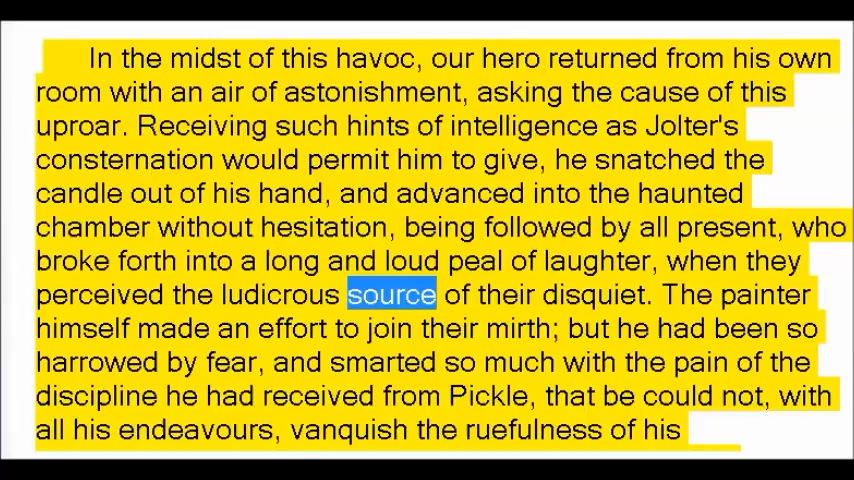 In the midst of this havoc, our hero returned from his own
room with an air of astonishment, asking the cause of this
uproar. Receiving such hints of intelligence as Jolter's
consternation would permit him to give, he snatched the
candle out of his hand, and advanced into the haunted
chamber without hesitation, being followed by all present, who
broke forth into a long and loud peal of laughter, when they
perceived the ludicrous source of their disquiet. The painter
himself made an effort to join their mirth; but he had been so
harrowed by fear, and smarted so much with the pain of the
discipline he had received from Pickle, that be could not, with
all his endeavours, vanquish the ruefulness of his